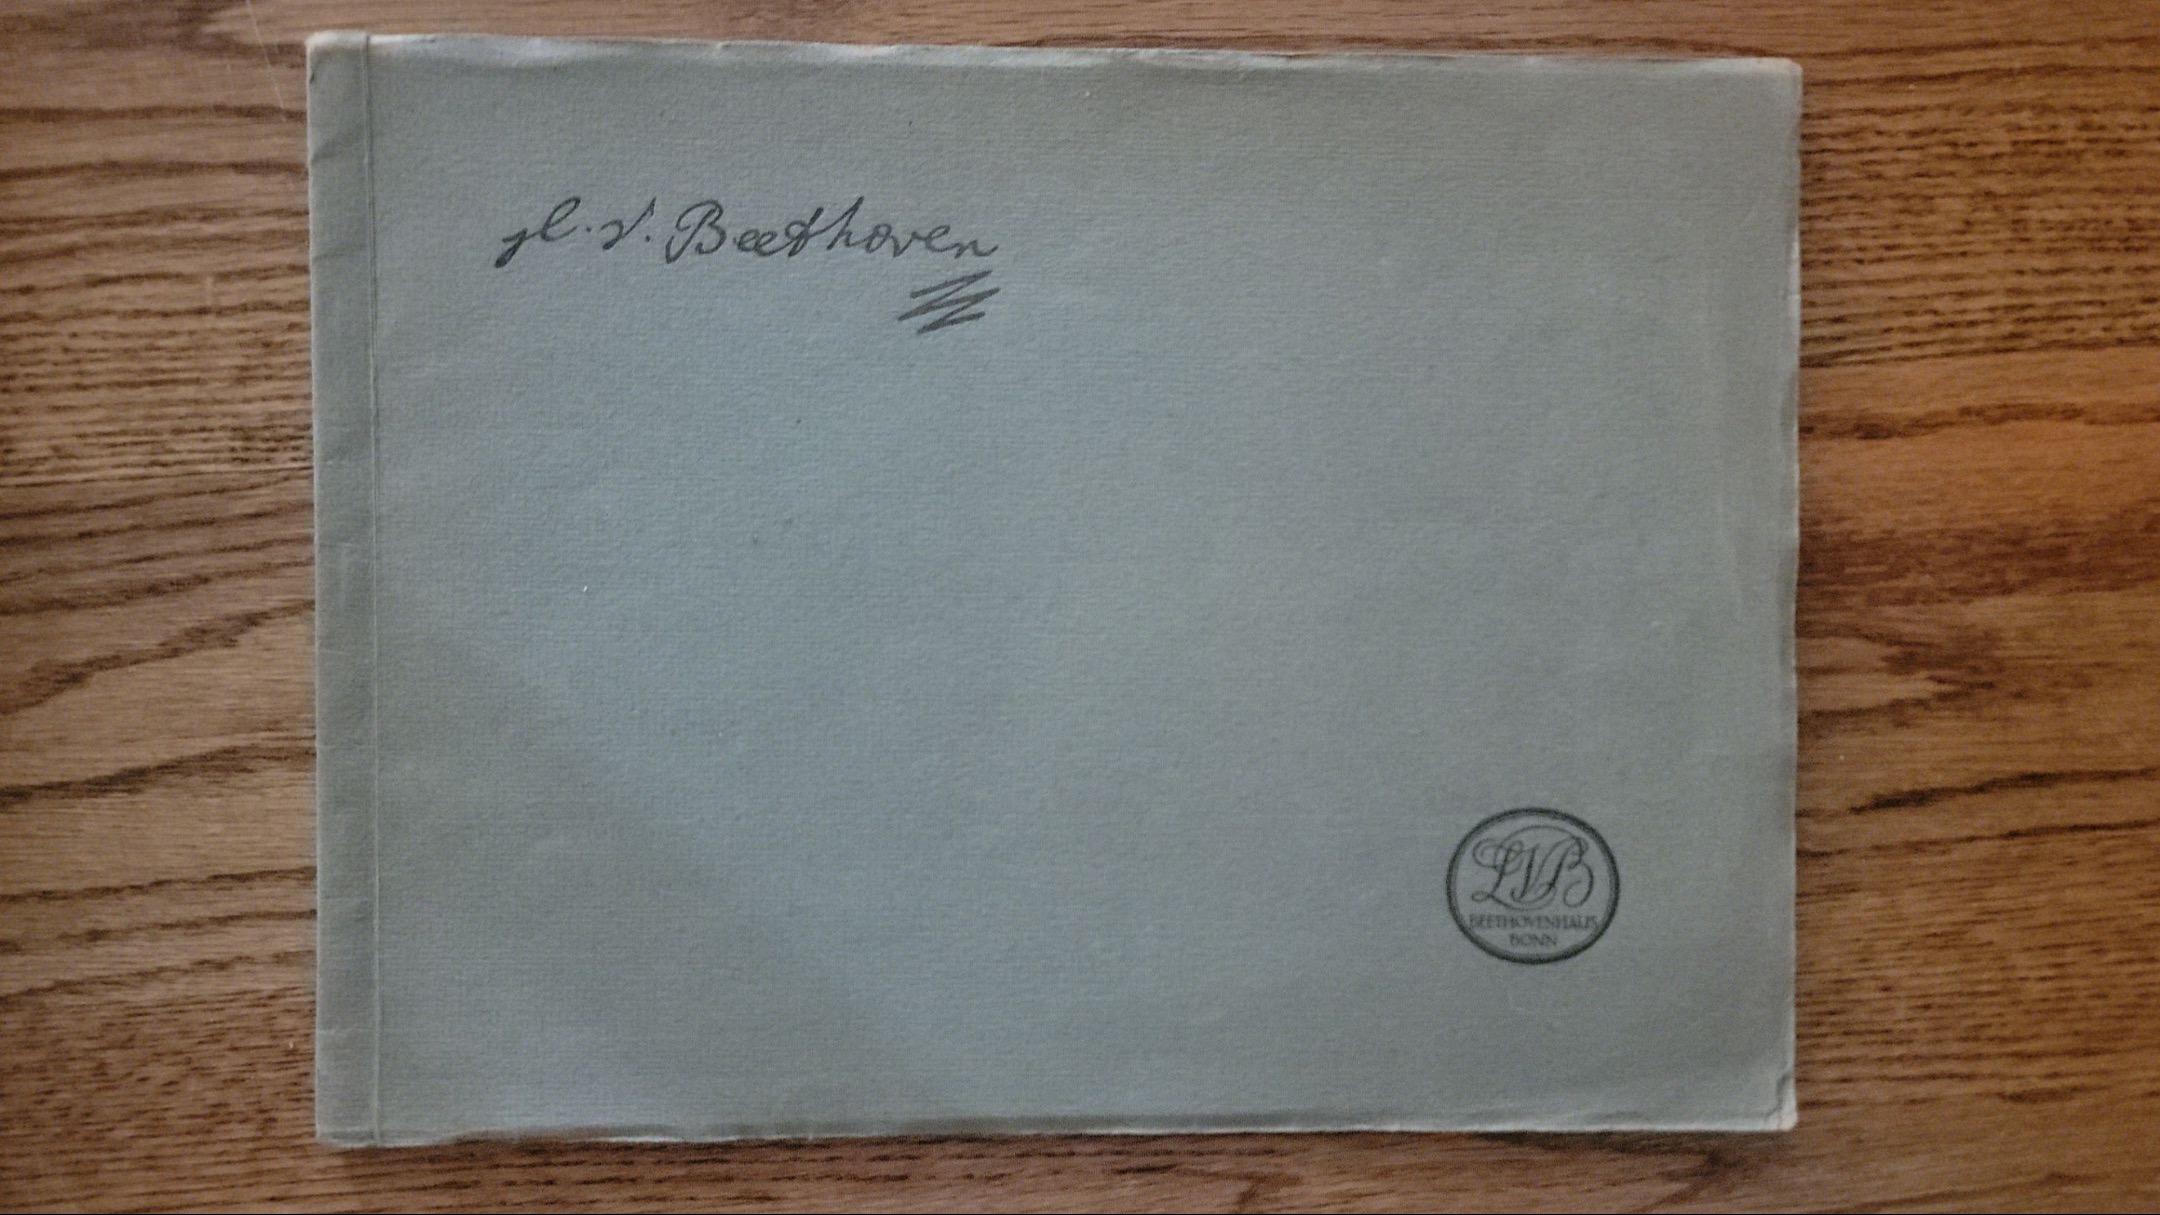 L. v. Beethoven
LVB
BEETHOVENHAUS
BONN